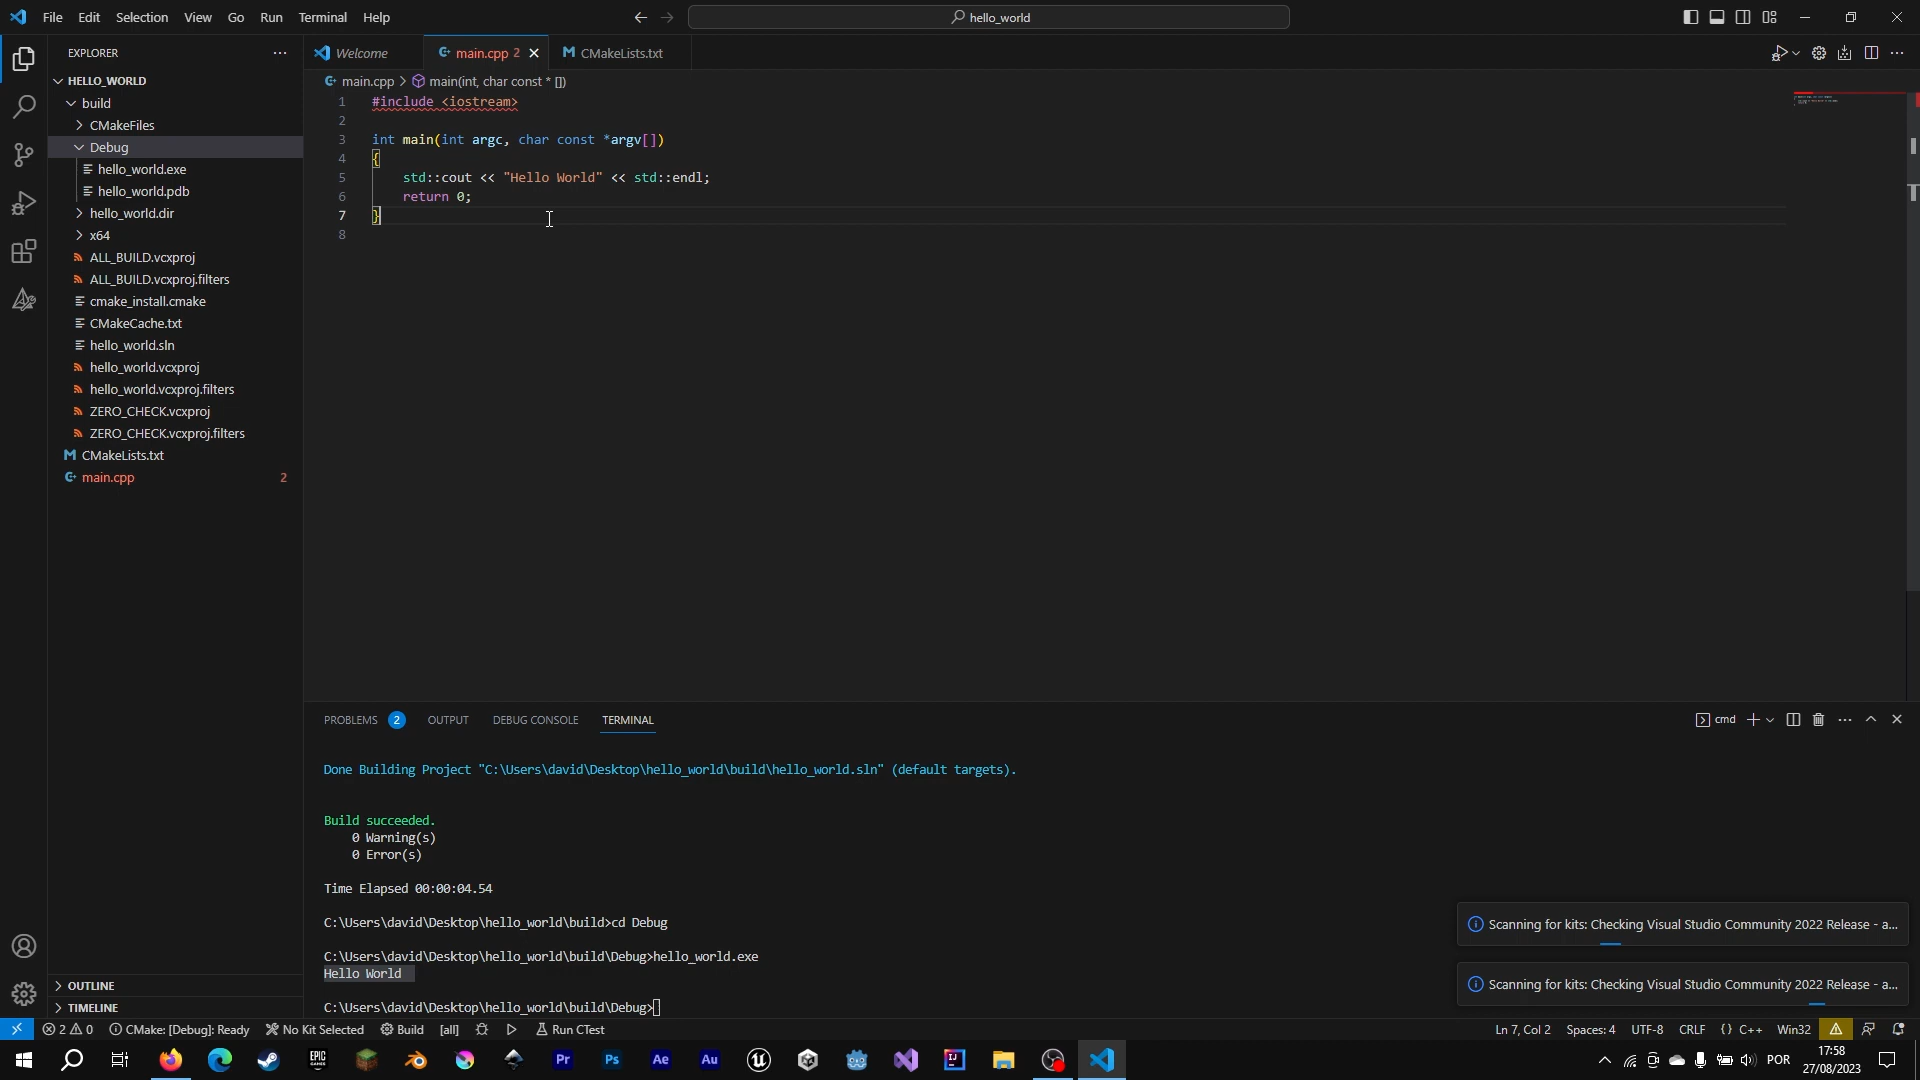 File Edit Selection View Go Run Terminal Help
hello_world
EXPLORER
HELLO_WORLD
build
CMakeFiles
Debug
hello_world.exe
hello_world.pdb
hello_world.dir
x64
ALL_BUILD.vcxproj
ALL_BUILD.vcxproj.filters
cmake_install.cmake
CMakeCache.txt
hello_world.sln
hello_world.vcxproj
hello_world.vcxproj.filters
ZERO_CHECK.vcxproj
ZERO_CHECK.vcxproj.filters
CMakeLists.txt
main.cpp 2
OUTLINE
TIMELINE
Welcome main.cpp 2 CMakeLists.txt
main.cpp > main(int, char const * [])
1 #include <iostream>
2
3 int main(int argc, char const *argv[])
4 {
5 std::cout << "Hello World" << std::endl;
6 return 0;
7 }
8
PROBLEMS 2 OUTPUT DEBUG CONSOLE TERMINAL
cmd
Done Building Project "C:\Users\david\Desktop\hello_world\build\hello_world.sln" (default targets).
Build succeeded.
0 Warning(s)
0 Error(s)
Time Elapsed 00:00:04.54
C:\Users\david\Desktop\hello_world\build>cd Debug
C:\Users\david\Desktop\hello_world\build\Debug>hello_world.exe
Hello World
C:\Users\david\Desktop\hello_world\build\Debug>
Scanning for kits: Checking Visual Studio Community 2022 Release - a...
Scanning for kits: Checking Visual Studio Community 2022 Release - a...
2 0 CMake: [Debug]: Ready No Kit Selected Build [all] Run CTest
Ln 7, Col 2 Spaces: 4 UTF-8 CRLF {} C++ Win32
EPIC GAMES
Pr Ps Ae Au
IJ
POR
17:58
27/08/2023